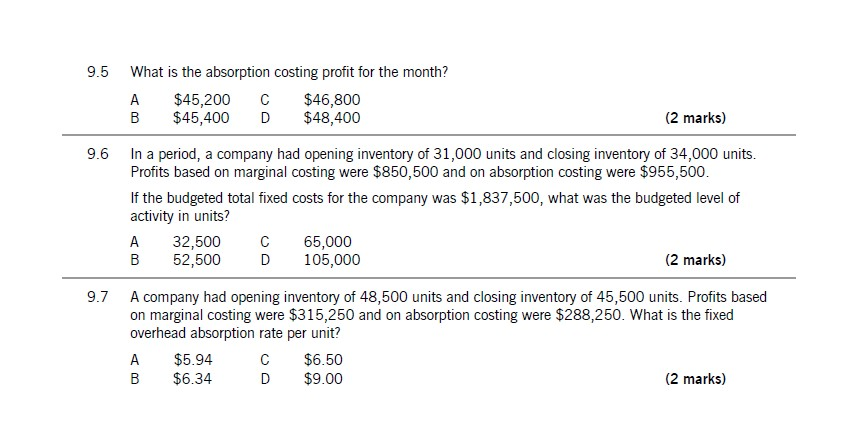 9.5 What is the absorption costing profit for the month?
A $45,200 C $46,800
B $45,400 D $48,400 (2 marks)
9.6 In a period, a company had opening inventory of 31,000 units and closing inventory of 34,000 units.
Profits based on marginal costing were $850,500 and on absorption costing were $955,500.
If the budgeted total fixed costs for the company was $1,837,500, what was the budgeted level of
activity in units?
A 32,500 C 65,000
B 52,500 D 105,000 (2 marks)
9.7 A company had opening inventory of 48,500 units and closing inventory of 45,500 units. Profits based
on marginal costing were $315,250 and on absorption costing were $288,250. What is the fixed
overhead absorption rate per unit?
A $5.94 C $6.50
B $6.34 D $9.00 (2 marks)